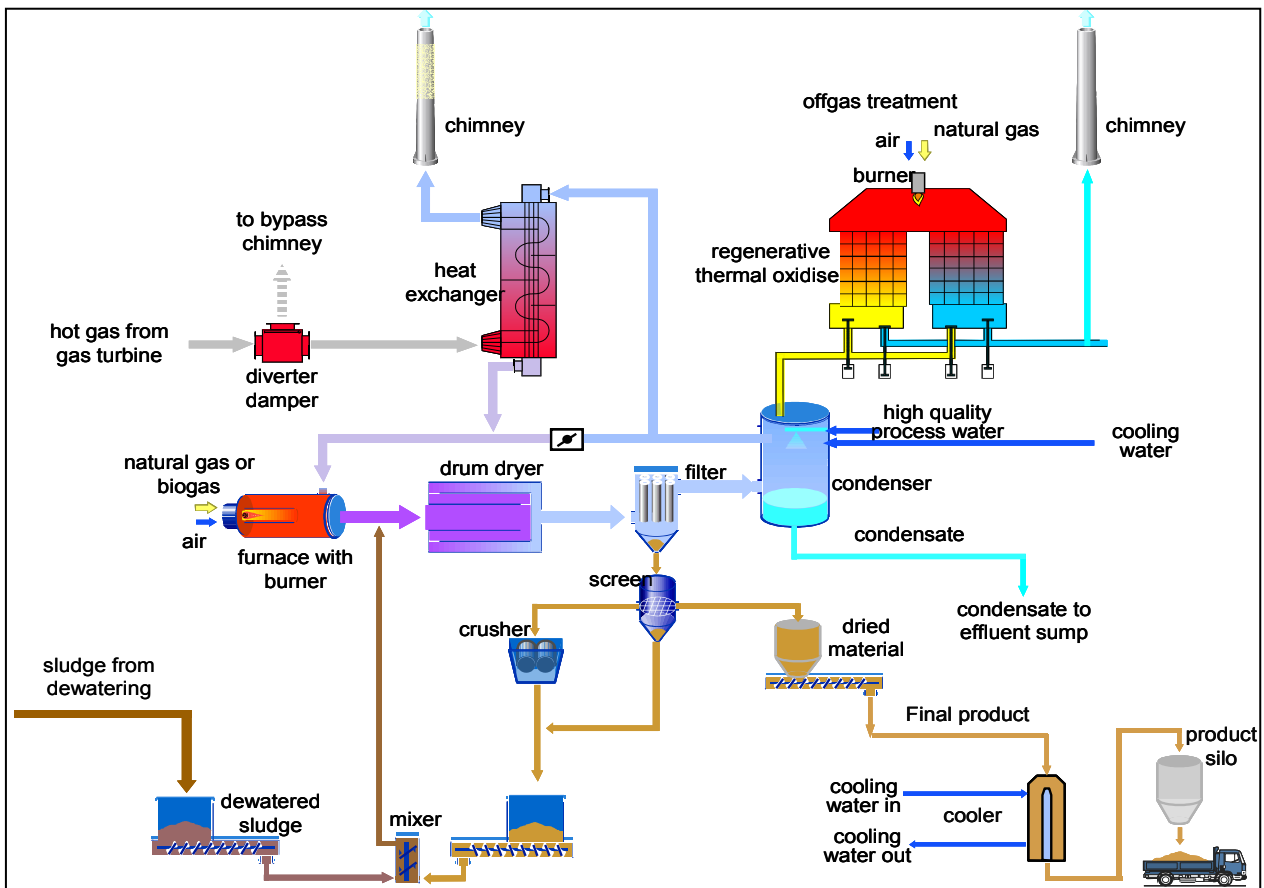 chimney
offgas treatment
air
natural gas
burner
chimney
to bypass
chimney
regenerative
thermal oxidise
heat
exchanger
hot gas from
gas turbine
diverter
damper
high quality
process water
cooling
water
natural gas or
biogas
drum dryer
filter
condenser
air
furnace with
burner
condensate
screen
condensate to
effluent sump
crusher
dried
material
sludge from
dewatering
Final product
product
silo
dewatered
sludge
mixer
cooling
water in
cooler
cooling
water out